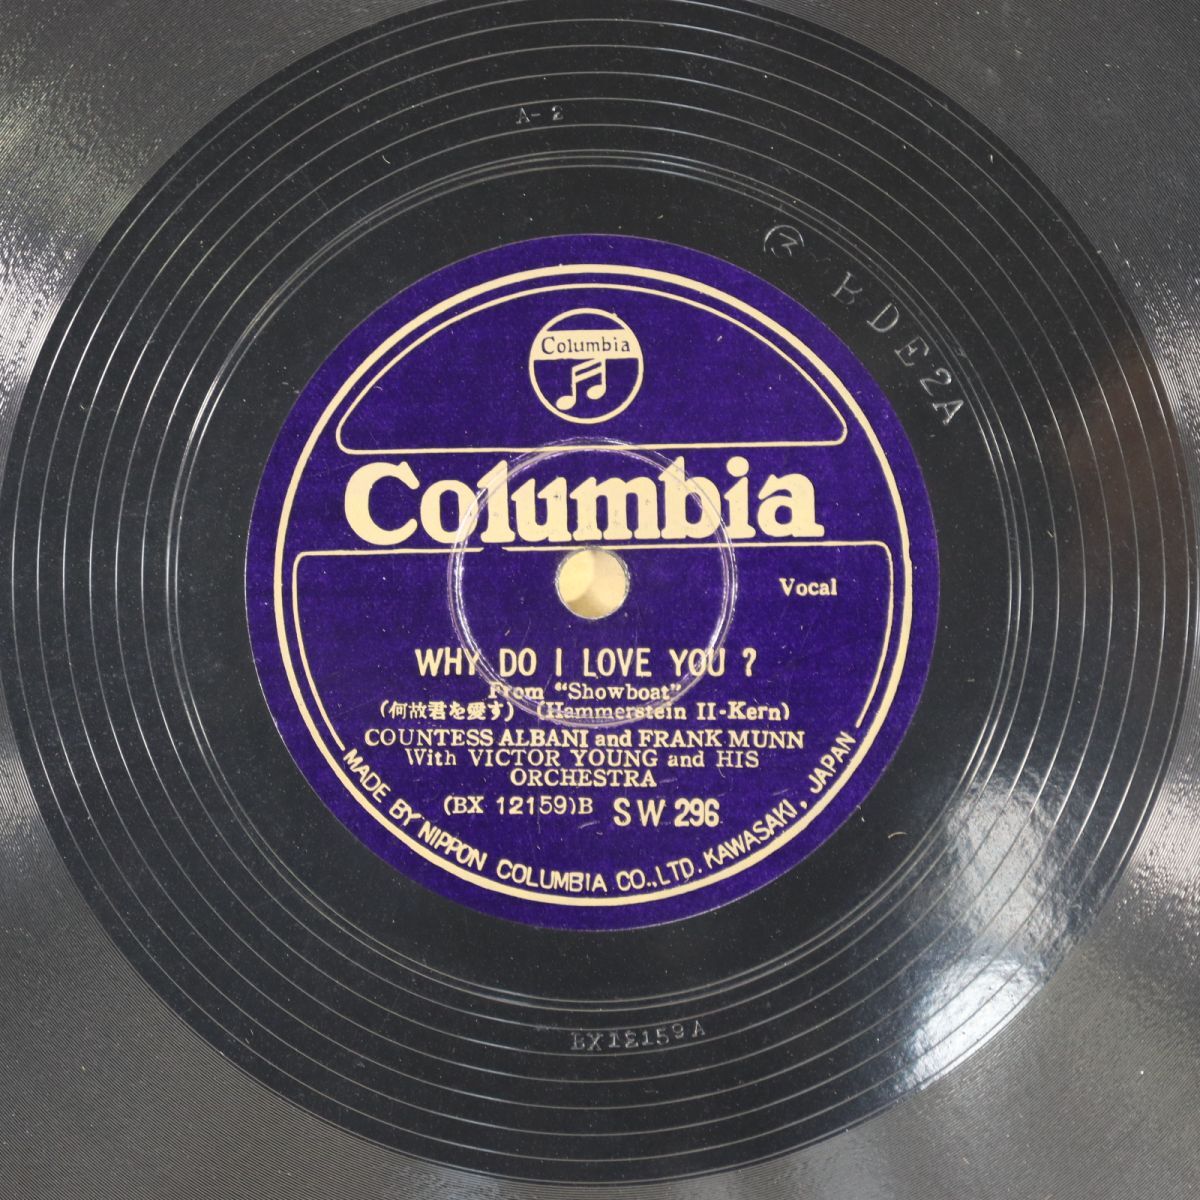 A-2
RDE2A
Columbia
Columbia
Vocal
WHY DO I LOVE YOU ?
From "Showboat"
(何故君を愛す) (Hammerstein II-Kern)
COUNTESS ALBANI and FRANK MUNN
With VICTOR YOUNG and HIS
ORCHESTRA
(BX 12159)B SW 296
MADE BY NIPPON COLUMBIA CO.,LTD. KAWASAKI, JAPAN
BX12159A